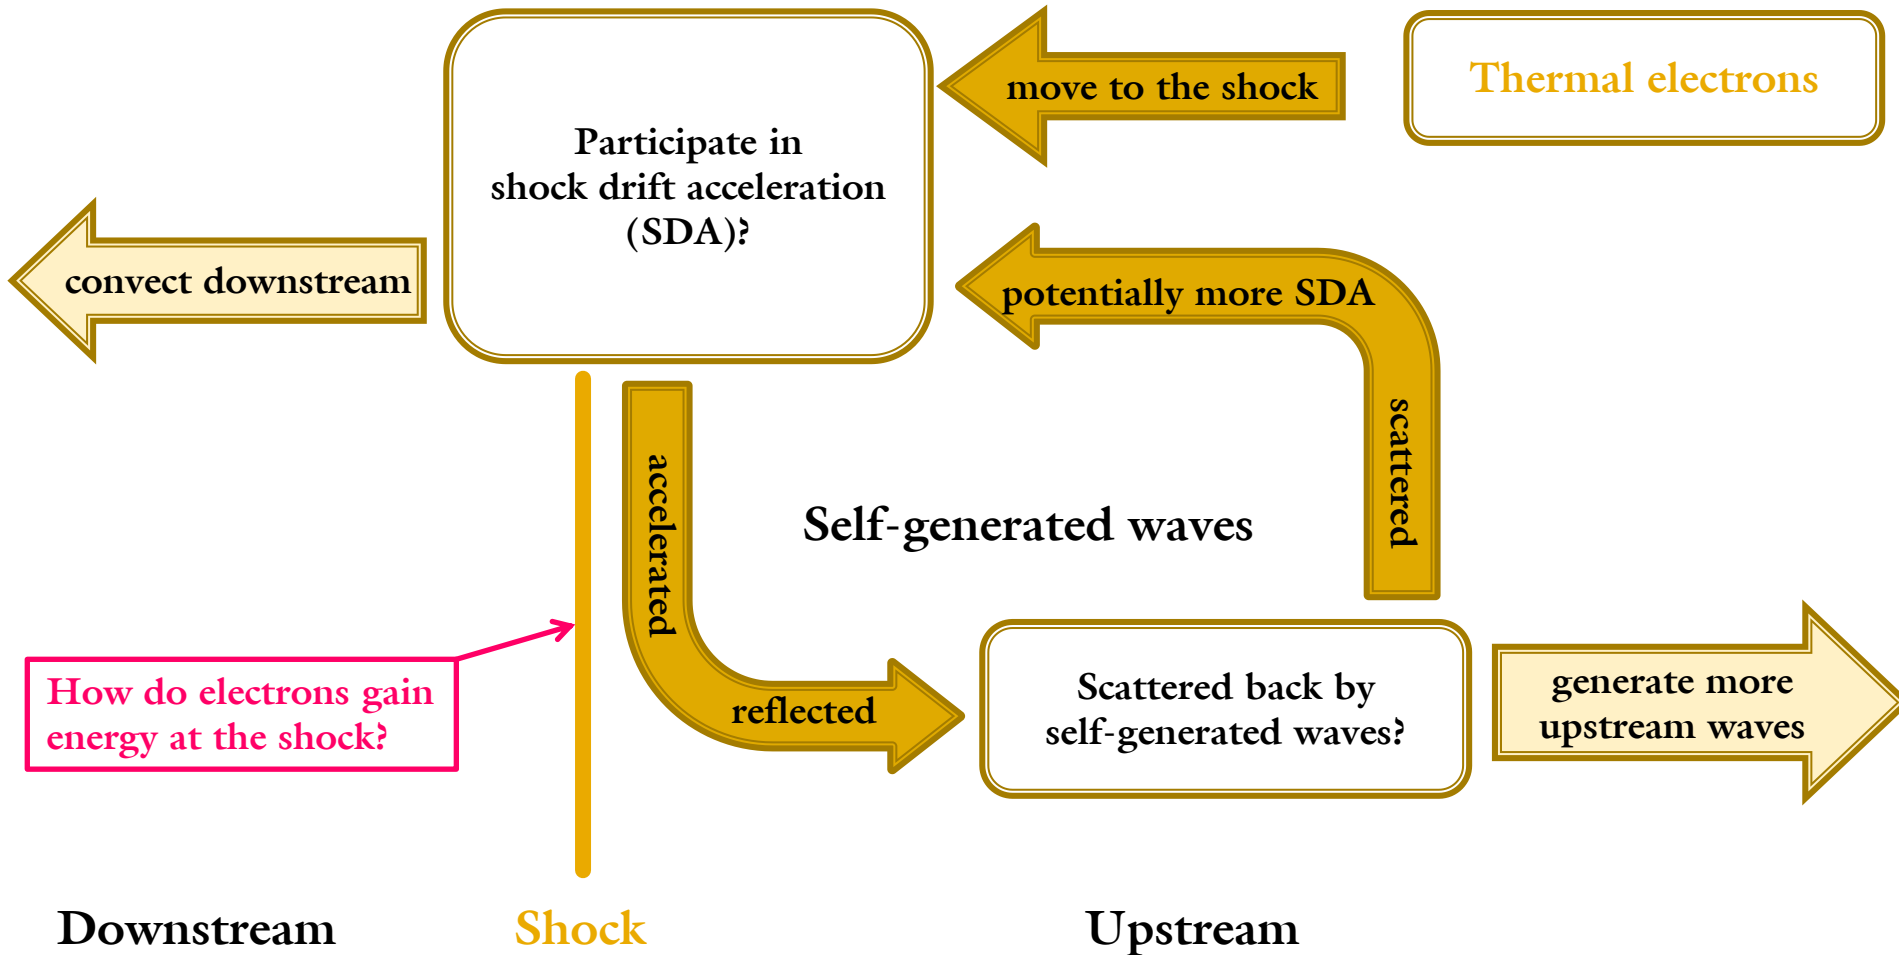 Thermal electrons
move to the shock
Participate in
shock drift acceleration
(SDA)?
convect downstream
potentially more SDA
scattered
accelerated
Self-generated waves
reflected
Scattered back by
self-generated waves?
generate more
upstream waves
How do electrons gain
energy at the shock?
Downstream
Shock
Upstream